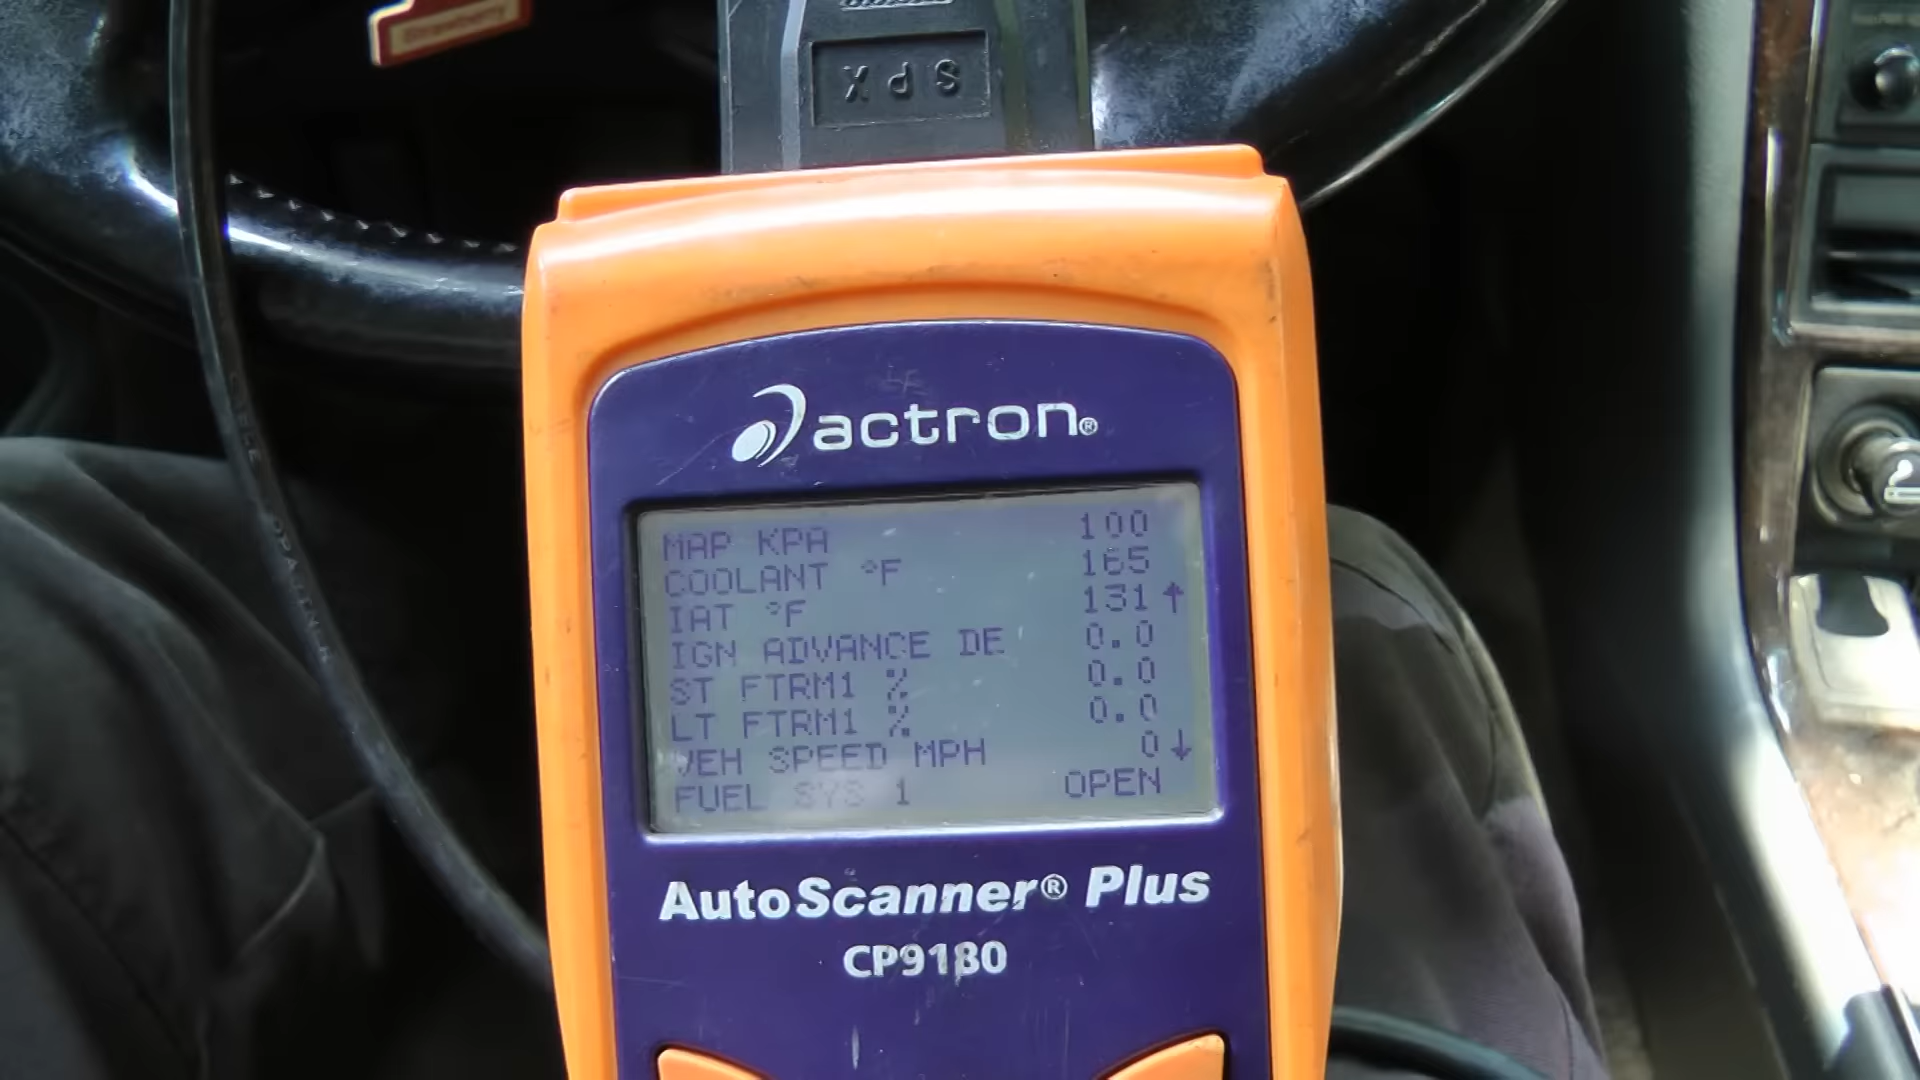 Strawberry
SPX
actron®
MAP KPA 100
COOLANT °F 165
IAT °F 131 ↑
IGN ADVANCE DE 0.0
ST FTRM1 % 0.0
LT FTRM1 % 0.0
VEH SPEED MPH 0 ↓
FUEL SYS 1 OPEN
AutoScanner® Plus
CP9180